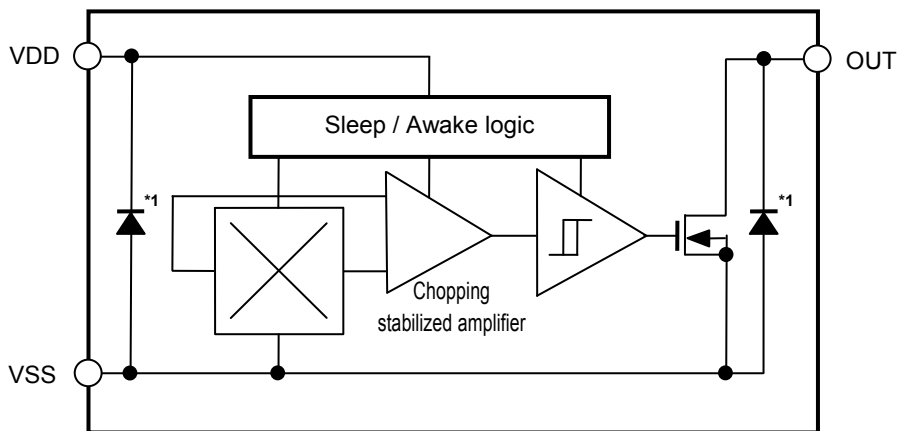 VDD
OUT
Sleep / Awake logic
*1
*1
Chopping
stabilized amplifier
VSS